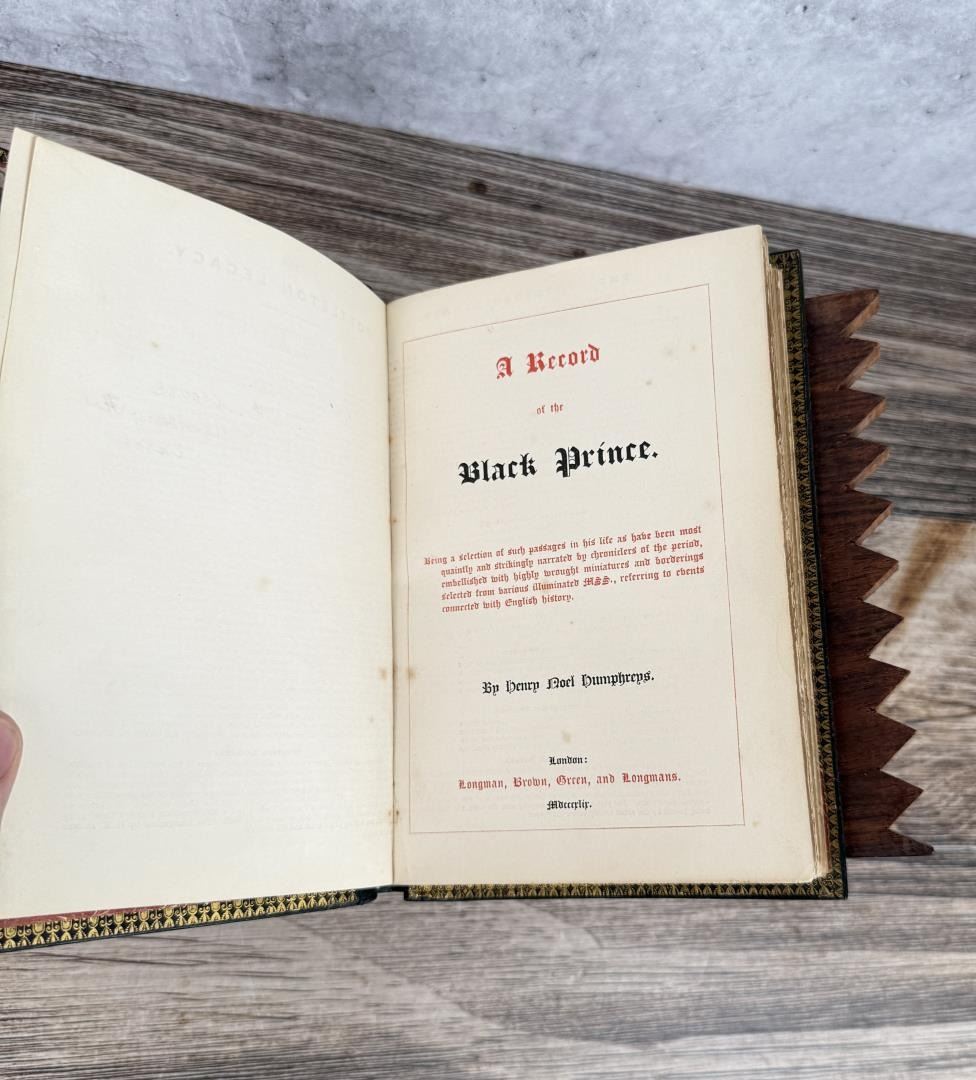 A Record
of the
Black Prince.
Being a selection of such passages in his life as have been most
quaintly and strikingly narrated by chroniclers of the period,
embellished with highly wrought miniatures and borderings
selected from various illuminated MSS., referring to events
connected with English history.
By Henry Noel Humphreys.
London:
Longman, Brown, Green, and Longmans.
Mdcccxlix.